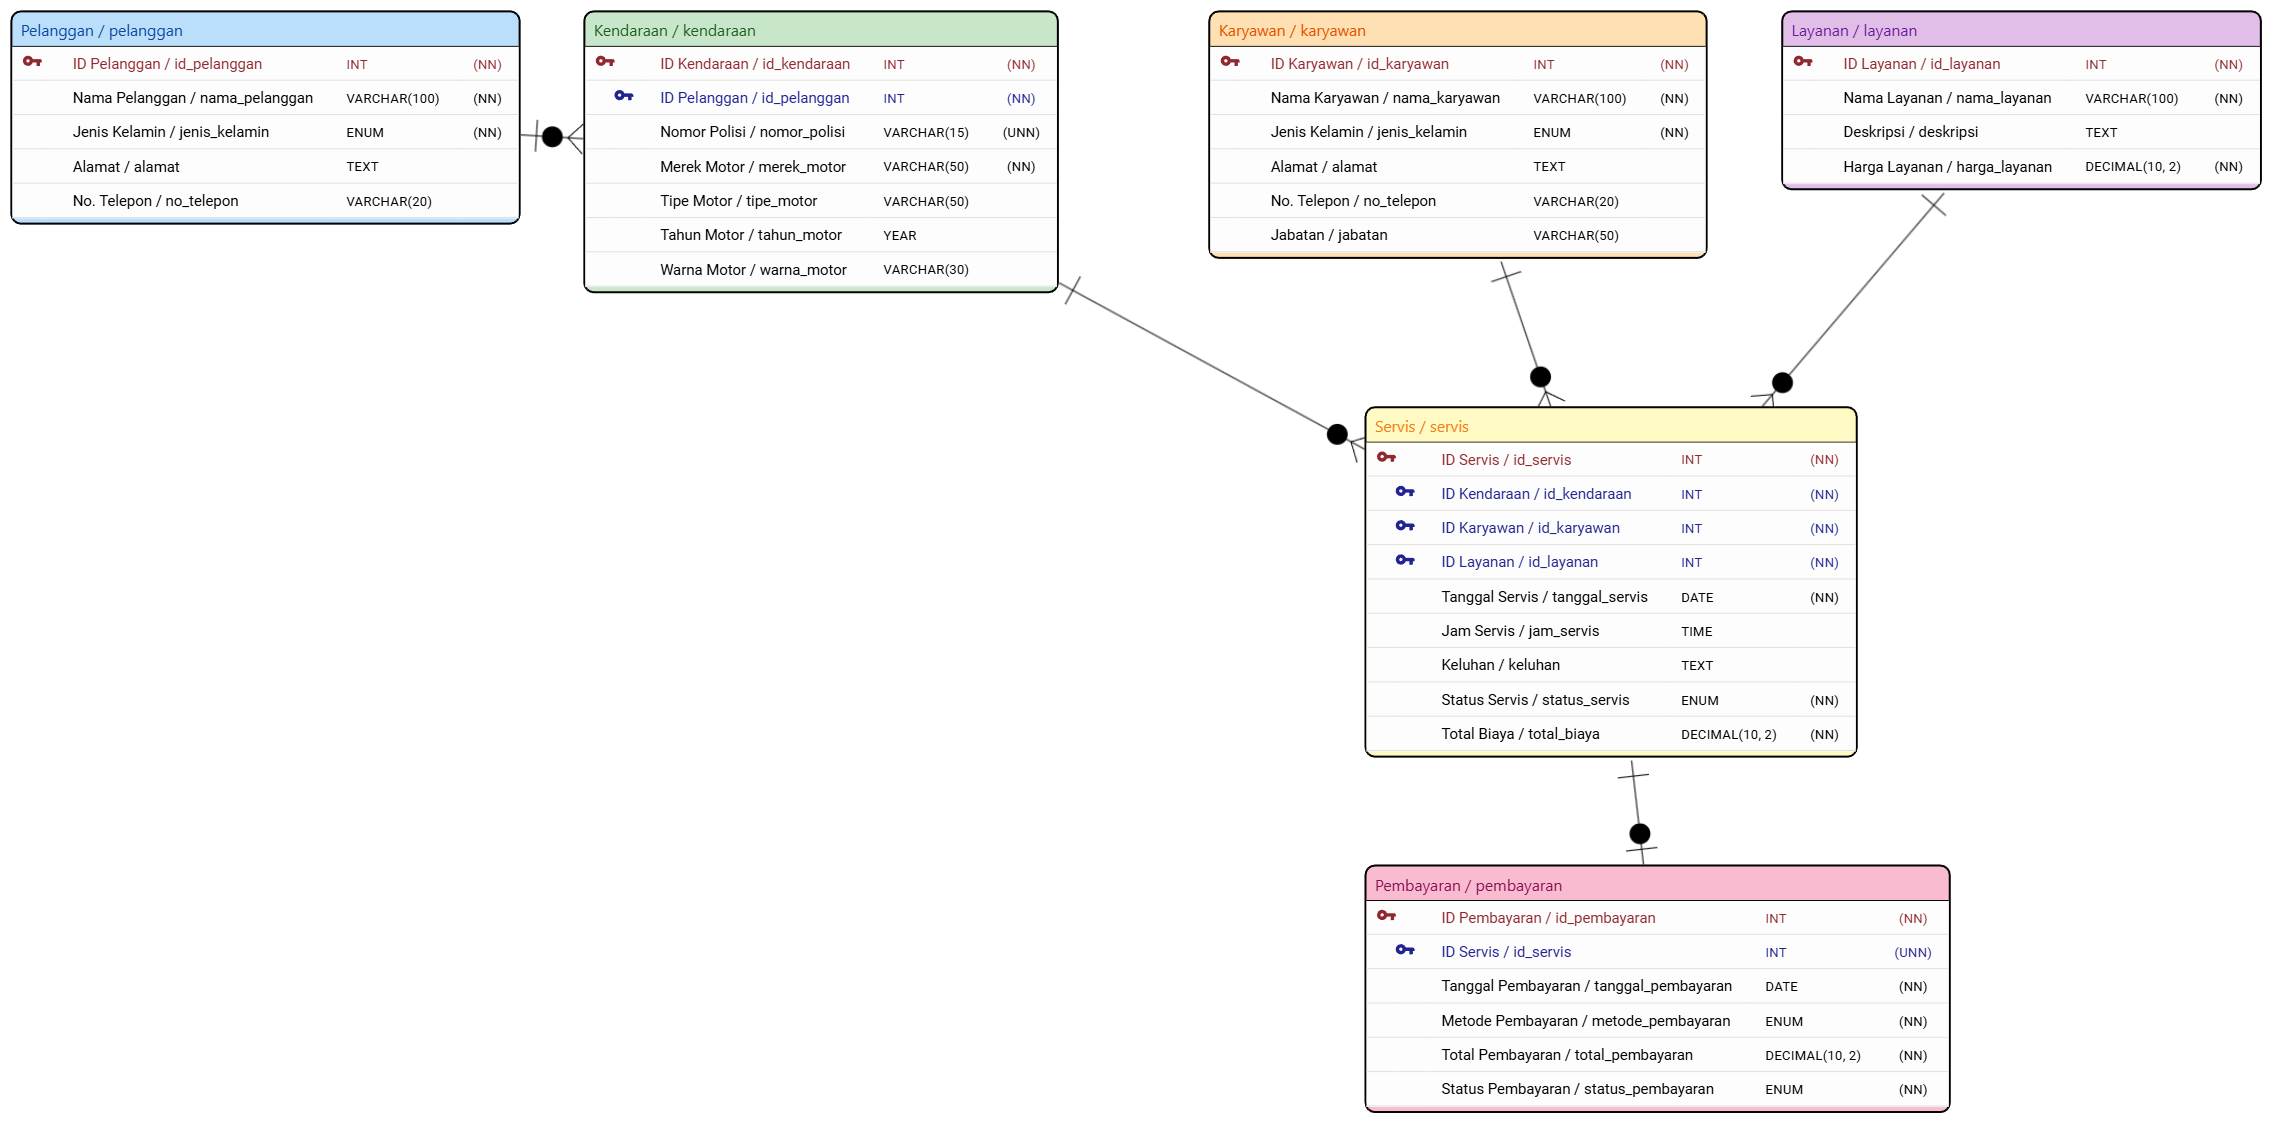 Pelanggan / pelanggan
ID Pelanggan / id_pelanggan INT (NN)
Nama Pelanggan / nama_pelanggan VARCHAR(100) (NN)
Jenis Kelamin / jenis_kelamin ENUM (NN)
Alamat / alamat TEXT
No. Telepon / no_telepon VARCHAR(20)
Kendaraan / kendaraan
ID Kendaraan / id_kendaraan INT (NN)
ID Pelanggan / id_pelanggan INT (NN)
Nomor Polisi / nomor_polisi VARCHAR(15) (UNN)
Merek Motor / merek_motor VARCHAR(50) (NN)
Tipe Motor / tipe_motor VARCHAR(50)
Tahun Motor / tahun_motor YEAR
Warna Motor / warna_motor VARCHAR(30)
Karyawan / karyawan
ID Karyawan / id_karyawan INT (NN)
Nama Karyawan / nama_karyawan VARCHAR(100) (NN)
Jenis Kelamin / jenis_kelamin ENUM (NN)
Alamat / alamat TEXT
No. Telepon / no_telepon VARCHAR(20)
Jabatan / jabatan VARCHAR(50)
Layanan / layanan
ID Layanan / id_layanan INT (NN)
Nama Layanan / nama_layanan VARCHAR(100) (NN)
Deskripsi / deskripsi TEXT
Harga Layanan / harga_layanan DECIMAL(10, 2) (NN)
Servis / servis
ID Servis / id_servis INT (NN)
ID Kendaraan / id_kendaraan INT (NN)
ID Karyawan / id_karyawan INT (NN)
ID Layanan / id_layanan INT (NN)
Tanggal Servis / tanggal_servis DATE (NN)
Jam Servis / jam_servis TIME
Keluhan / keluhan TEXT
Status Servis / status_servis ENUM (NN)
Total Biaya / total_biaya DECIMAL(10, 2) (NN)
Pembayaran / pembayaran
ID Pembayaran / id_pembayaran INT (NN)
ID Servis / id_servis INT (UNN)
Tanggal Pembayaran / tanggal_pembayaran DATE (NN)
Metode Pembayaran / metode_pembayaran ENUM (NN)
Total Pembayaran / total_pembayaran DECIMAL(10, 2) (NN)
Status Pembayaran / status_pembayaran ENUM (NN)